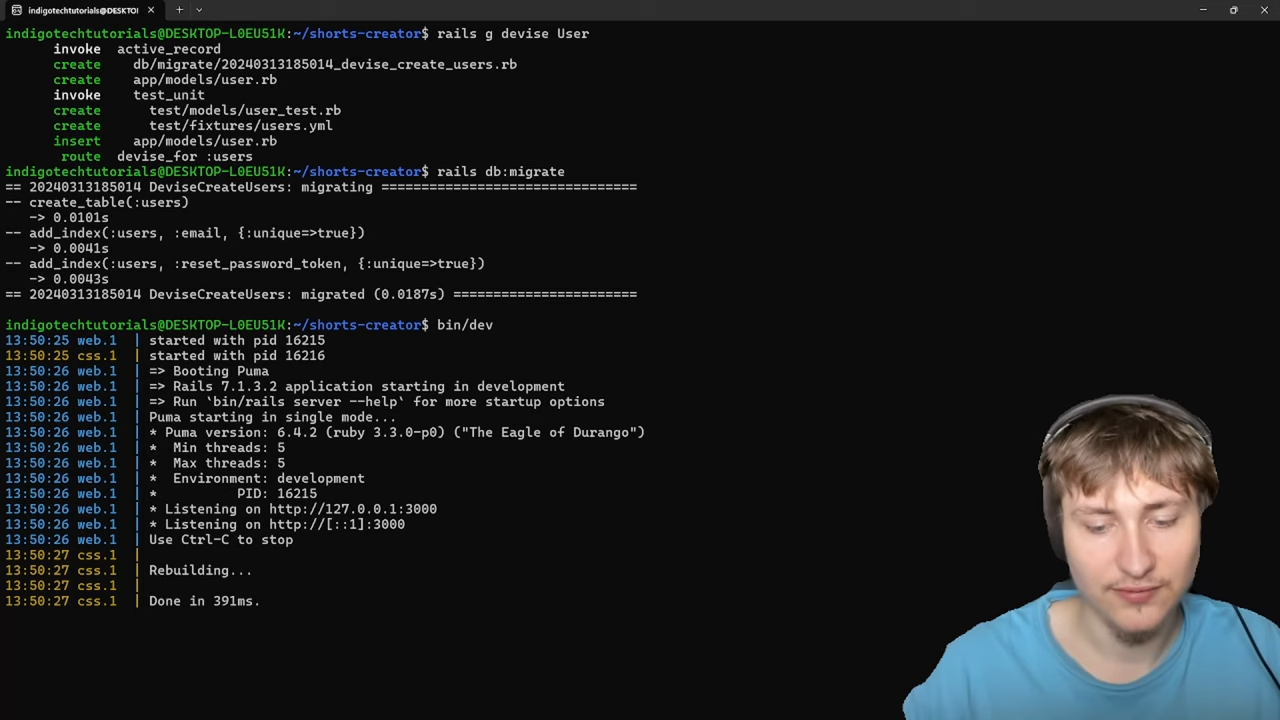 indigotechtutorials@DESKTO
indigotechtutorials@DESKTOP-L0EU51K:~/shorts-creator$ rails g devise User
invoke active_record
create db/migrate/20240313185014_devise_create_users.rb
create app/models/user.rb
invoke test_unit
create test/models/user_test.rb
create test/fixtures/users.yml
insert app/models/user.rb
route devise_for :users
indigotechtutorials@DESKTOP-L0EU51K:~/shorts-creator$ rails db:migrate
== 20240313185014 DeviseCreateUsers: migrating ================================
-- create_table(:users)
-> 0.0101s
-- add_index(:users, :email, {:unique=>true})
-> 0.0041s
-- add_index(:users, :reset_password_token, {:unique=>true})
-> 0.0043s
== 20240313185014 DeviseCreateUsers: migrated (0.0187s) =======================
indigotechtutorials@DESKTOP-L0EU51K:~/shorts-creator$ bin/dev
13:50:25 web.1 | started with pid 16215
13:50:25 css.1 | started with pid 16216
13:50:26 web.1 | => Booting Puma
13:50:26 web.1 | => Rails 7.1.3.2 application starting in development
13:50:26 web.1 | => Run `bin/rails server --help` for more startup options
13:50:26 web.1 | Puma starting in single mode...
13:50:26 web.1 | * Puma version: 6.4.2 (ruby 3.3.0-p0) ("The Eagle of Durango")
13:50:26 web.1 | * Min threads: 5
13:50:26 web.1 | * Max threads: 5
13:50:26 web.1 | * Environment: development
13:50:26 web.1 | * PID: 16215
13:50:26 web.1 | * Listening on http://127.0.0.1:3000
13:50:26 web.1 | * Listening on http://[::1]:3000
13:50:26 web.1 | Use Ctrl-C to stop
13:50:27 css.1 |
13:50:27 css.1 | Rebuilding...
13:50:27 css.1 |
13:50:27 css.1 | Done in 391ms.